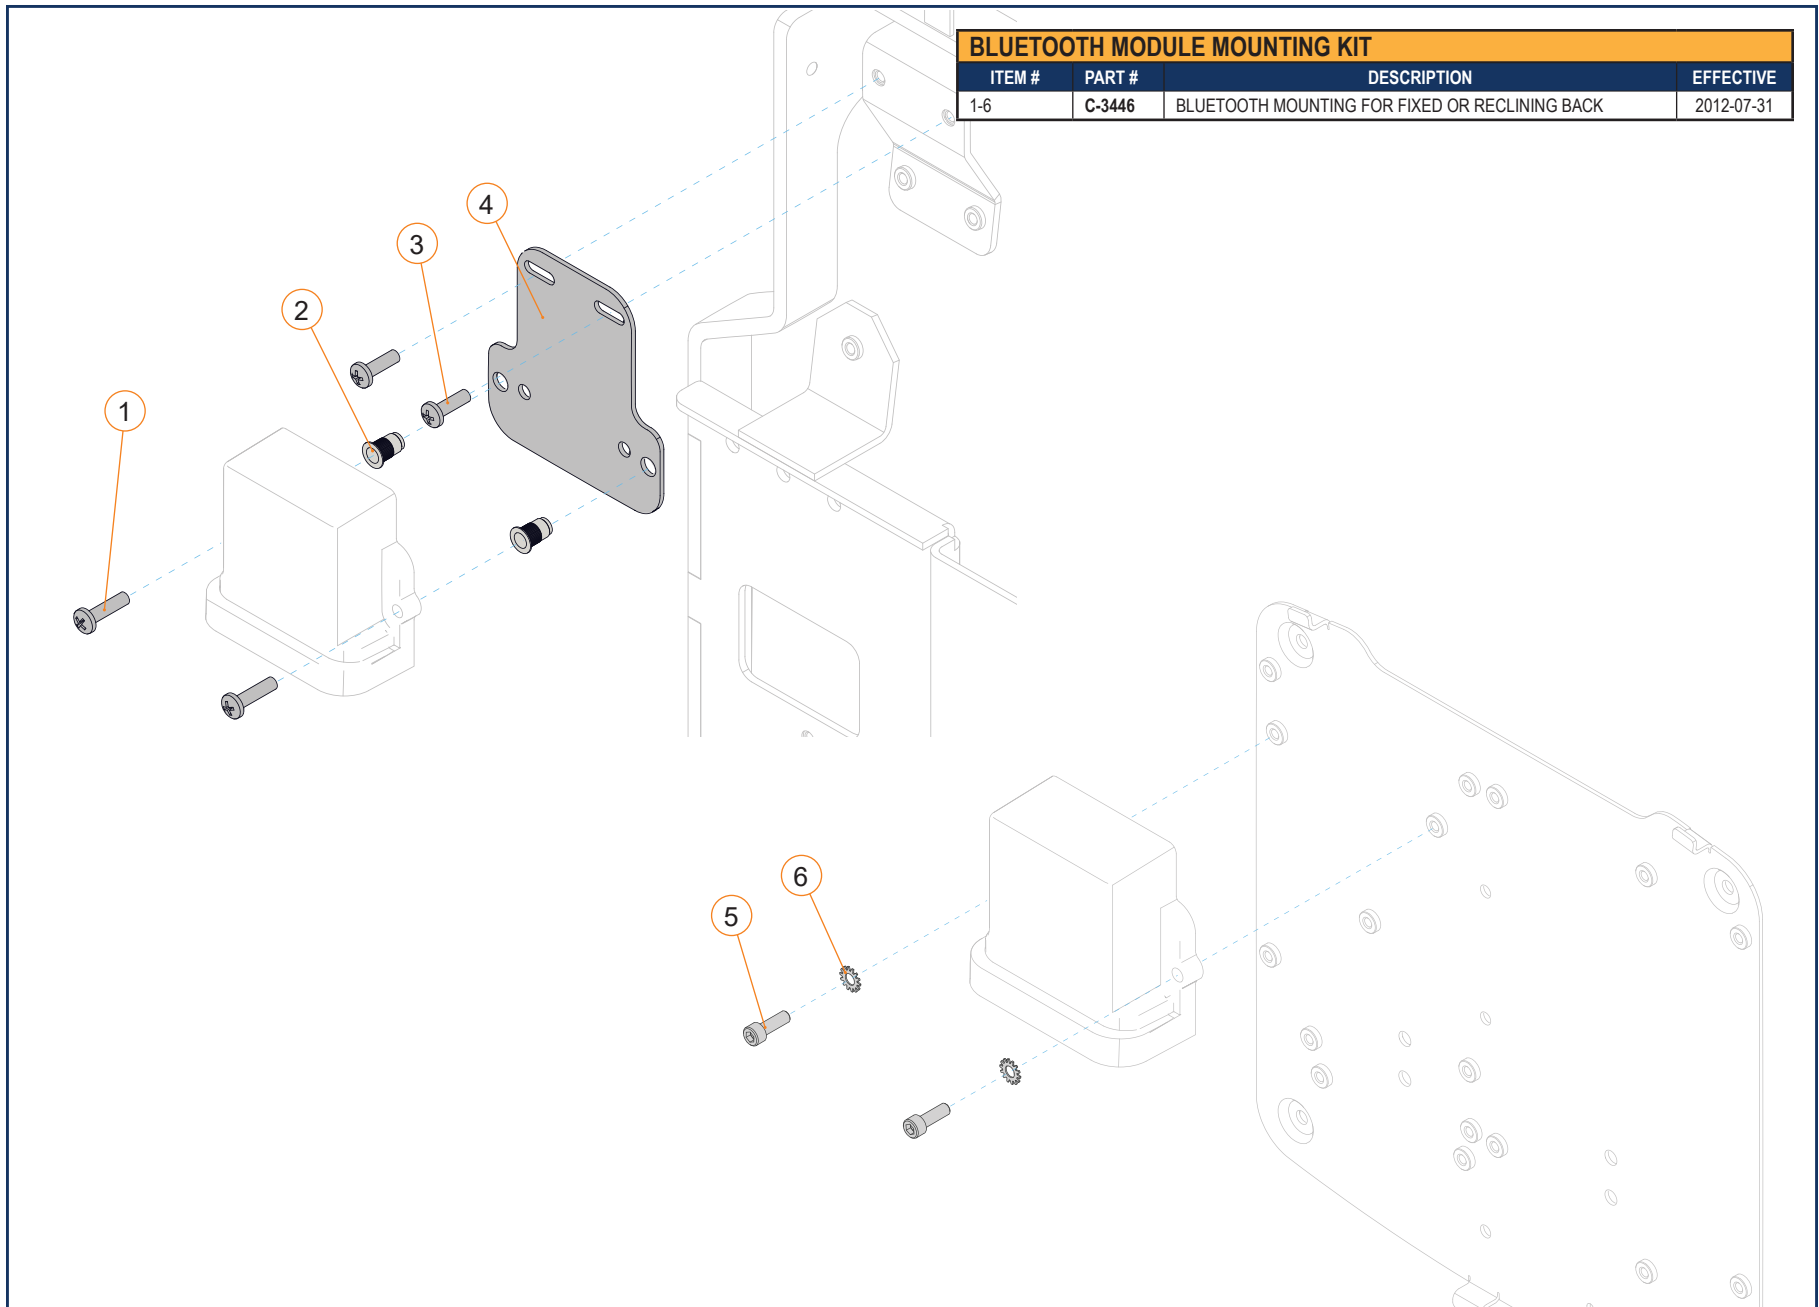 BLUETOOTH MODULE MOUNTING KIT
ITEM # PART # DESCRIPTION EFFECTIVE
1-6 C-3446 BLUETOOTH MOUNTING FOR FIXED OR RECLINING BACK 2012-07-31
4
3
2
1
6
5